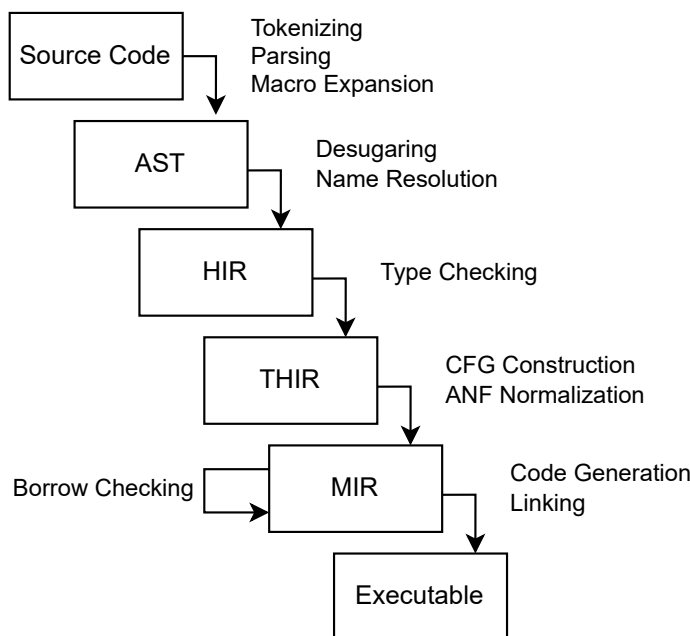 Source Code
Tokenizing
Parsing
Macro Expansion
AST
Desugaring
Name Resolution
HIR
Type Checking
THIR
CFG Construction
ANF Normalization
Borrow Checking
MIR
Code Generation
Linking
Executable